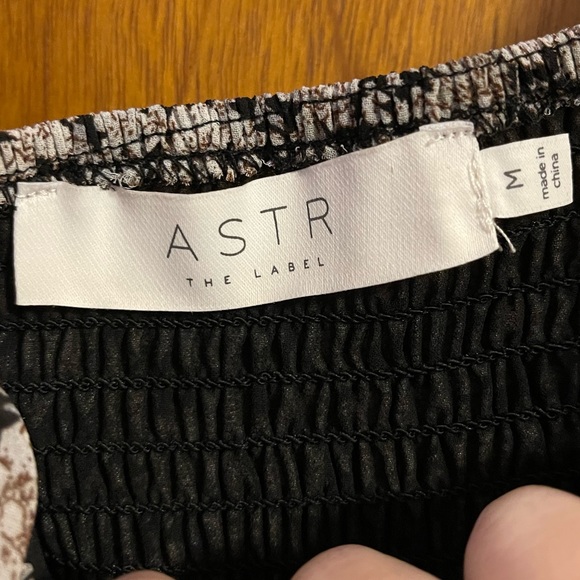 ASTR
THE LABEL
M
made in
china